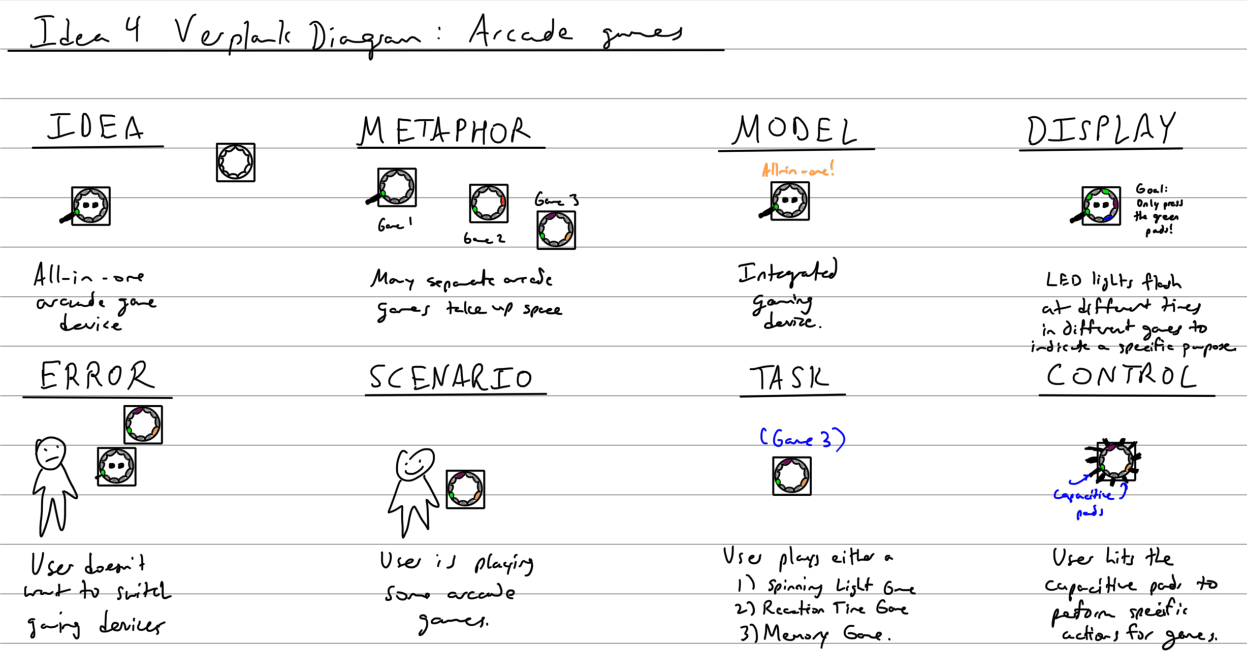 Idea 4 Verplank Diagram: Arcade games
IDEA
METAPHOR
MODEL
DISPLAY
Game 1
Game 2
Game 3
All-in-one!
Goal:
Only press
the green
pads!
All-in-one
arcade game
device
Many separate arcade
games take up space
Integrated
gaming
device.
LED lights flash
at different times
in different games to
indicate a specific purpose
ERROR
SCENARIO
TASK
CONTROL
(Game 3)
Capacitive
pads
User doesn't
want to switch
gaming devices
User is playing
some arcade
games.
User plays either a
1) Spinning Light Game
2) Reaction Time Game
3) Memory Game.
User hits the
capacitive pads to
perform specific
actions for games.